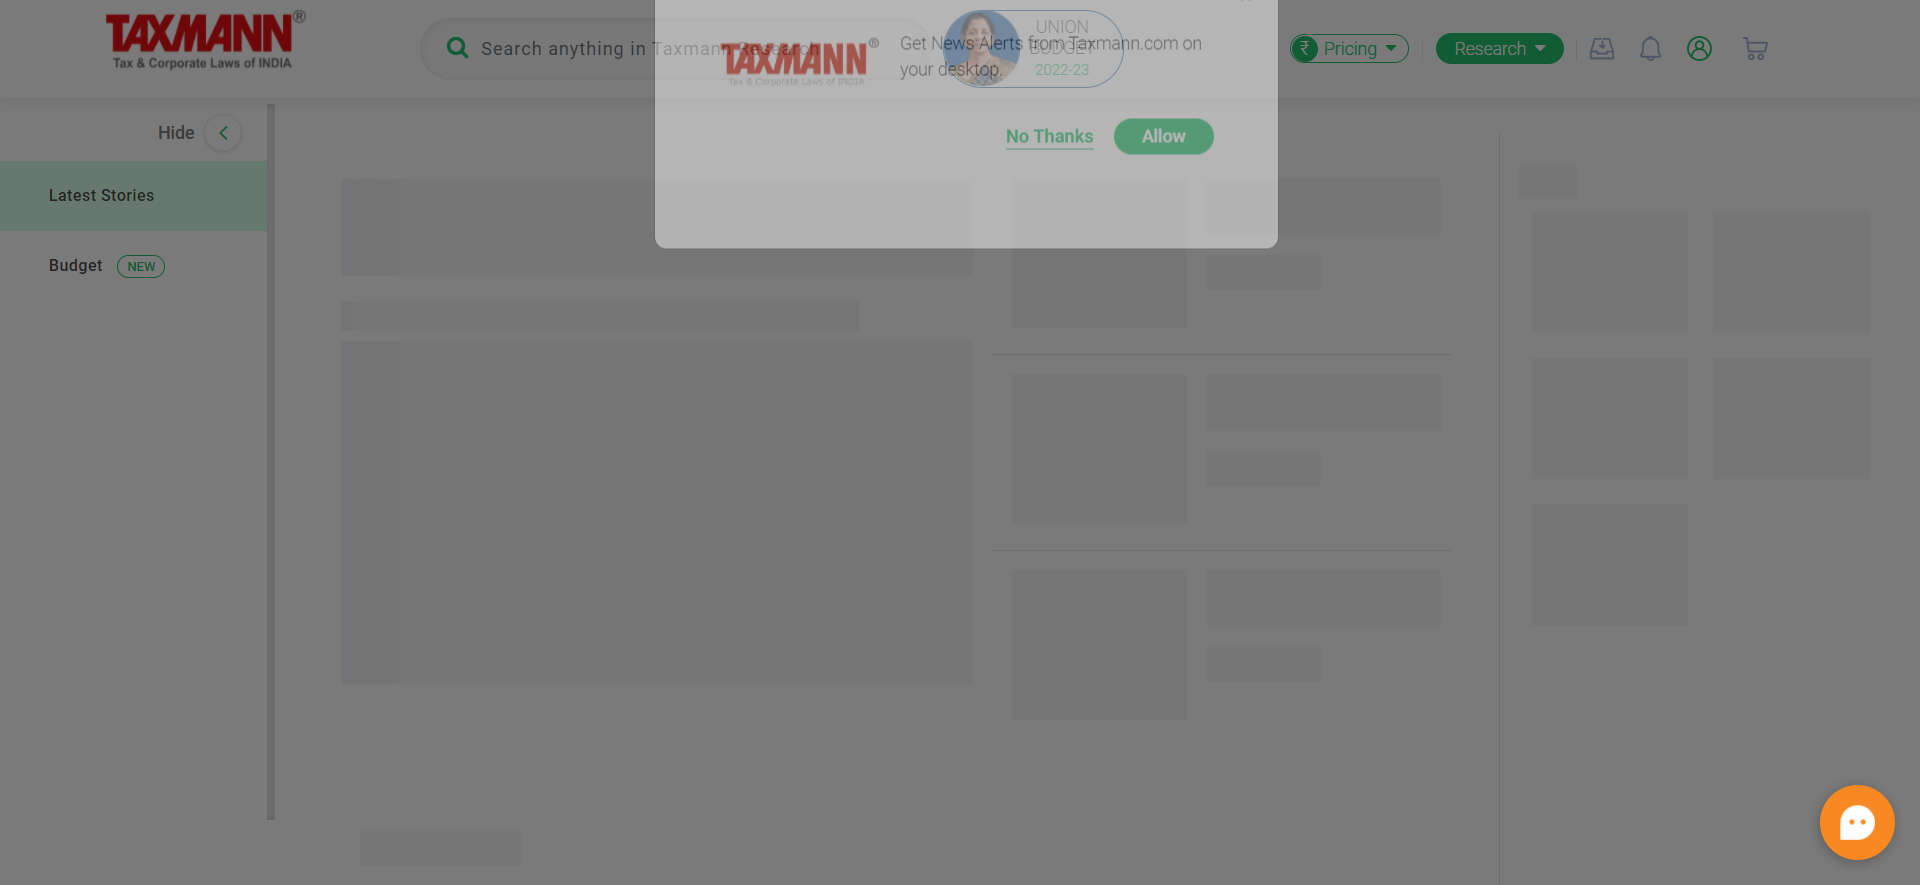 TAXMANN®
Tax & Corporate Laws of INDIA
Search anything in Taxmann Research
UNION
BUDGET
2022-23
₹ Pricing
Research
TAXMANN®
Tax & Corporate Laws of INDIA
Get News Alerts from Taxmann.com on
your desktop.
No Thanks
Allow
Hide
Latest Stories
Budget NEW